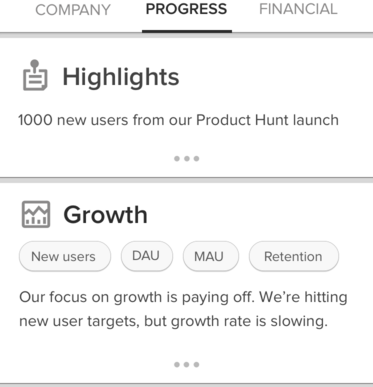 COMPANY PROGRESS FINANCIAL
Highlights
1000 new users from our Product Hunt launch
Growth
New users DAU MAU Retention
Our focus on growth is paying off. We're hitting
new user targets, but growth rate is slowing.